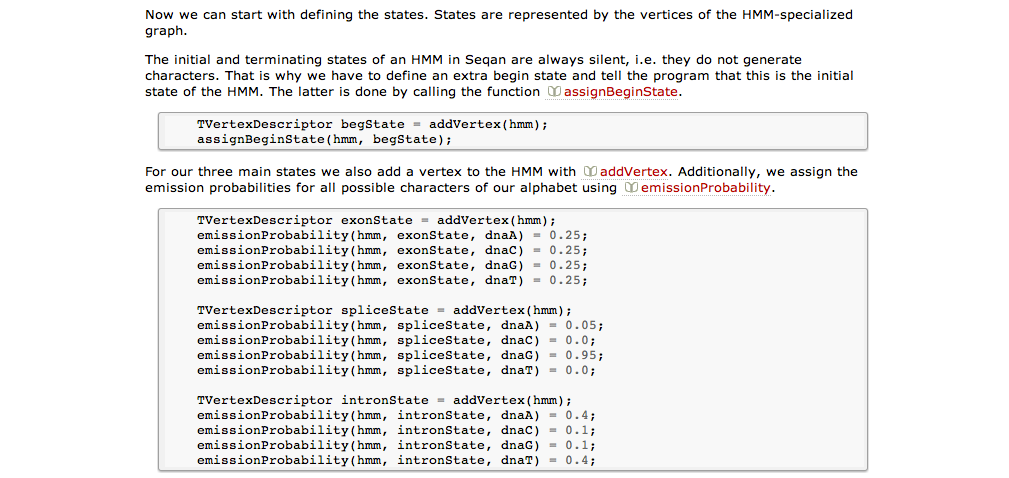 Now we can start with defining the states. States are represented by the vertices of the HMM-specialized
graph.
The initial and terminating states of an HMM in Seqan are always silent, i.e. they do not generate
characters. That is why we have to define an extra begin state and tell the program that this is the initial
state of the HMM. The latter is done by calling the function assignBeginState.
TVertexDescriptor begState = addVertex(hmm);
assignBeginState(hmm, begState);
For our three main states we also add a vertex to the HMM with addVertex. Additionally, we assign the
emission probabilities for all possible characters of our alphabet using emissionProbability.
TVertexDescriptor exonState = addVertex(hmm);
emissionProbability(hmm, exonState, dnaA) = 0.25;
emissionProbability(hmm, exonState, dnaC) = 0.25;
emissionProbability(hmm, exonState, dnaG) = 0.25;
emissionProbability(hmm, exonState, dnaT) = 0.25;
TVertexDescriptor spliceState = addVertex(hmm);
emissionProbability(hmm, spliceState, dnaA) = 0.05;
emissionProbability(hmm, spliceState, dnaC) = 0.0;
emissionProbability(hmm, spliceState, dnaG) = 0.95;
emissionProbability(hmm, spliceState, dnaT) = 0.0;
TVertexDescriptor intronState = addVertex(hmm);
emissionProbability(hmm, intronState, dnaA) = 0.4;
emissionProbability(hmm, intronState, dnaC) = 0.1;
emissionProbability(hmm, intronState, dnaG) = 0.1;
emissionProbability(hmm, intronState, dnaT) = 0.4;